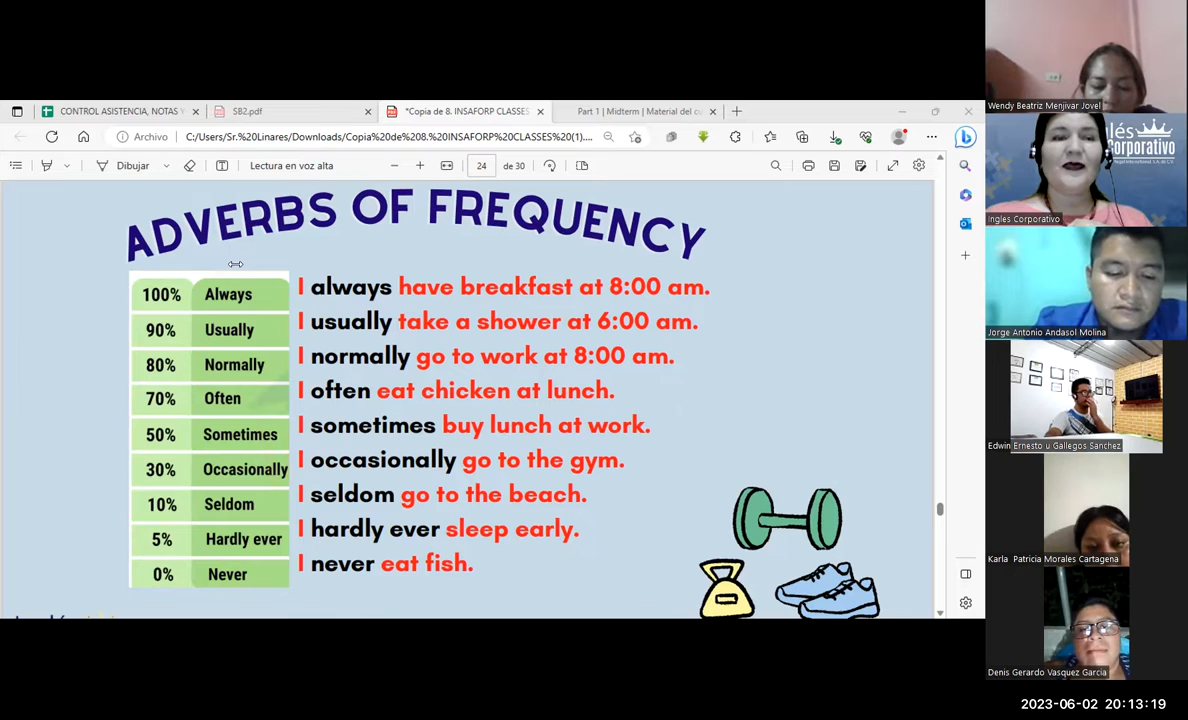 CONTROL ASISTENCIA, NOTAS
SB2.pdf
*Copia de 8. INSAFORP CLASSES
Part 1 | Midterm | Material del cu
Archivo
C:/Users/Sr.%20Linares/Downloads/Copia%20de%208.%20INSAFORP%20CLASSES%20(1)....
Dibujar
Lectura en voz alta
24
de 30
ADVERBS OF FREQUENCY
100% Always I always have breakfast at 8:00 am.
90% Usually I usually take a shower at 6:00 am.
80% Normally I normally go to work at 8:00 am.
70% Often I often eat chicken at lunch.
50% Sometimes I sometimes buy lunch at work.
30% Occasionally I occasionally go to the gym.
10% Seldom I seldom go to the beach.
5% Hardly ever I hardly ever sleep early.
0% Never I never eat fish.
Wendy Beatriz Menjivar Jovel
lés
orporativo
Ingles Corporativo
Jorge Antonio Andasol Molina
Edwin Ernesto u Gallegos Sanchez
Karla Patricia Morales Cartagena
Denis Gerardo Vasquez Garcia
2023-06-02 20:13:19